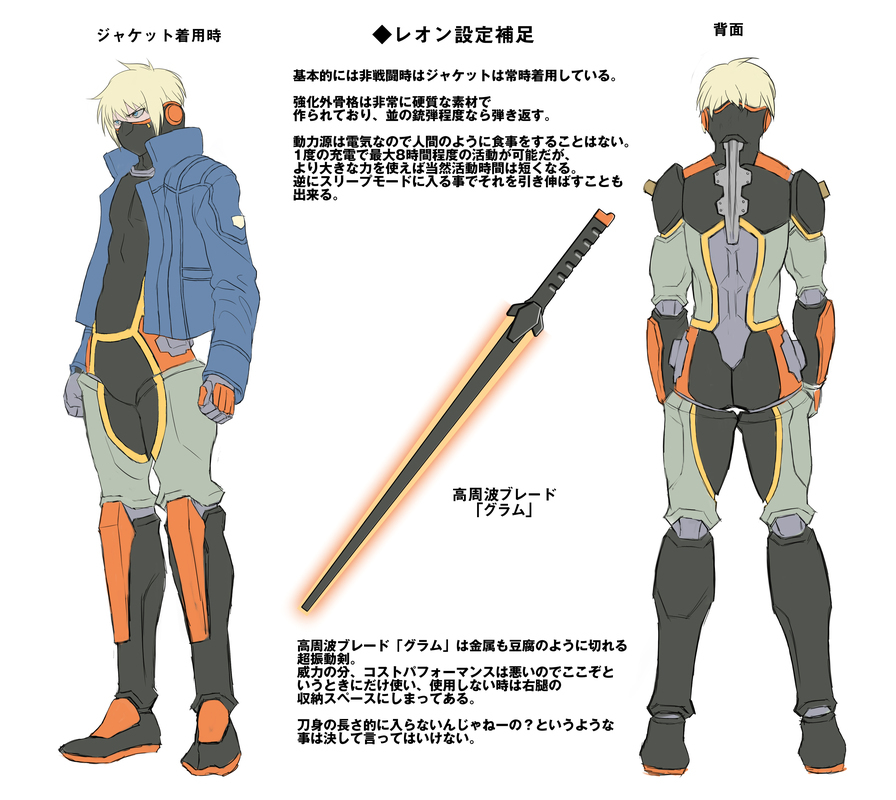 ジャケット着用時
◆レオン設定補足
背面
基本的には非戦闘時はジャケットは常時着用している。
強化外骨格は非常に硬質な素材で
作られており、並の銃弾程度なら弾き返す。
動力源は電気なので人間のように食事をすることはない。
1度の充電で最大8時間程度の活動が可能だが、
より大きな力を使えば当然活動時間は短くなる。
逆にスリープモードに入る事でそれを引き伸ばすことも
出来る。
高周波ブレード
「グラム」
高周波ブレード「グラム」は金属も豆腐のように切れる
超振動剣。
威力の分、コストパフォーマンスは悪いのでここぞと
いうときにだけ使い、使用しない時は右腿の
収納スペースにしまってある。
刀身の長さ的に入らないんじゃねーの？というような
事は決して言ってはいけない。